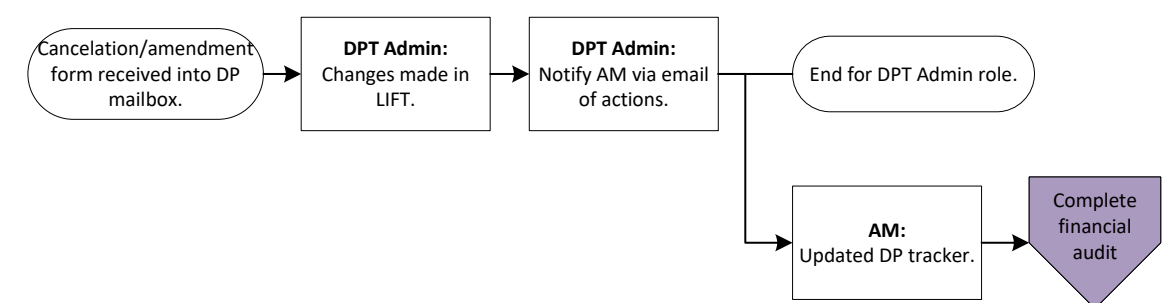 Cancelation/amendment
form received into DP
mailbox.
DPT Admin:
Changes made in
LIFT.
DPT Admin:
Notify AM via email
of actions.
End for DPT Admin role.
AM:
Updated DP tracker.
Complete
financial
audit